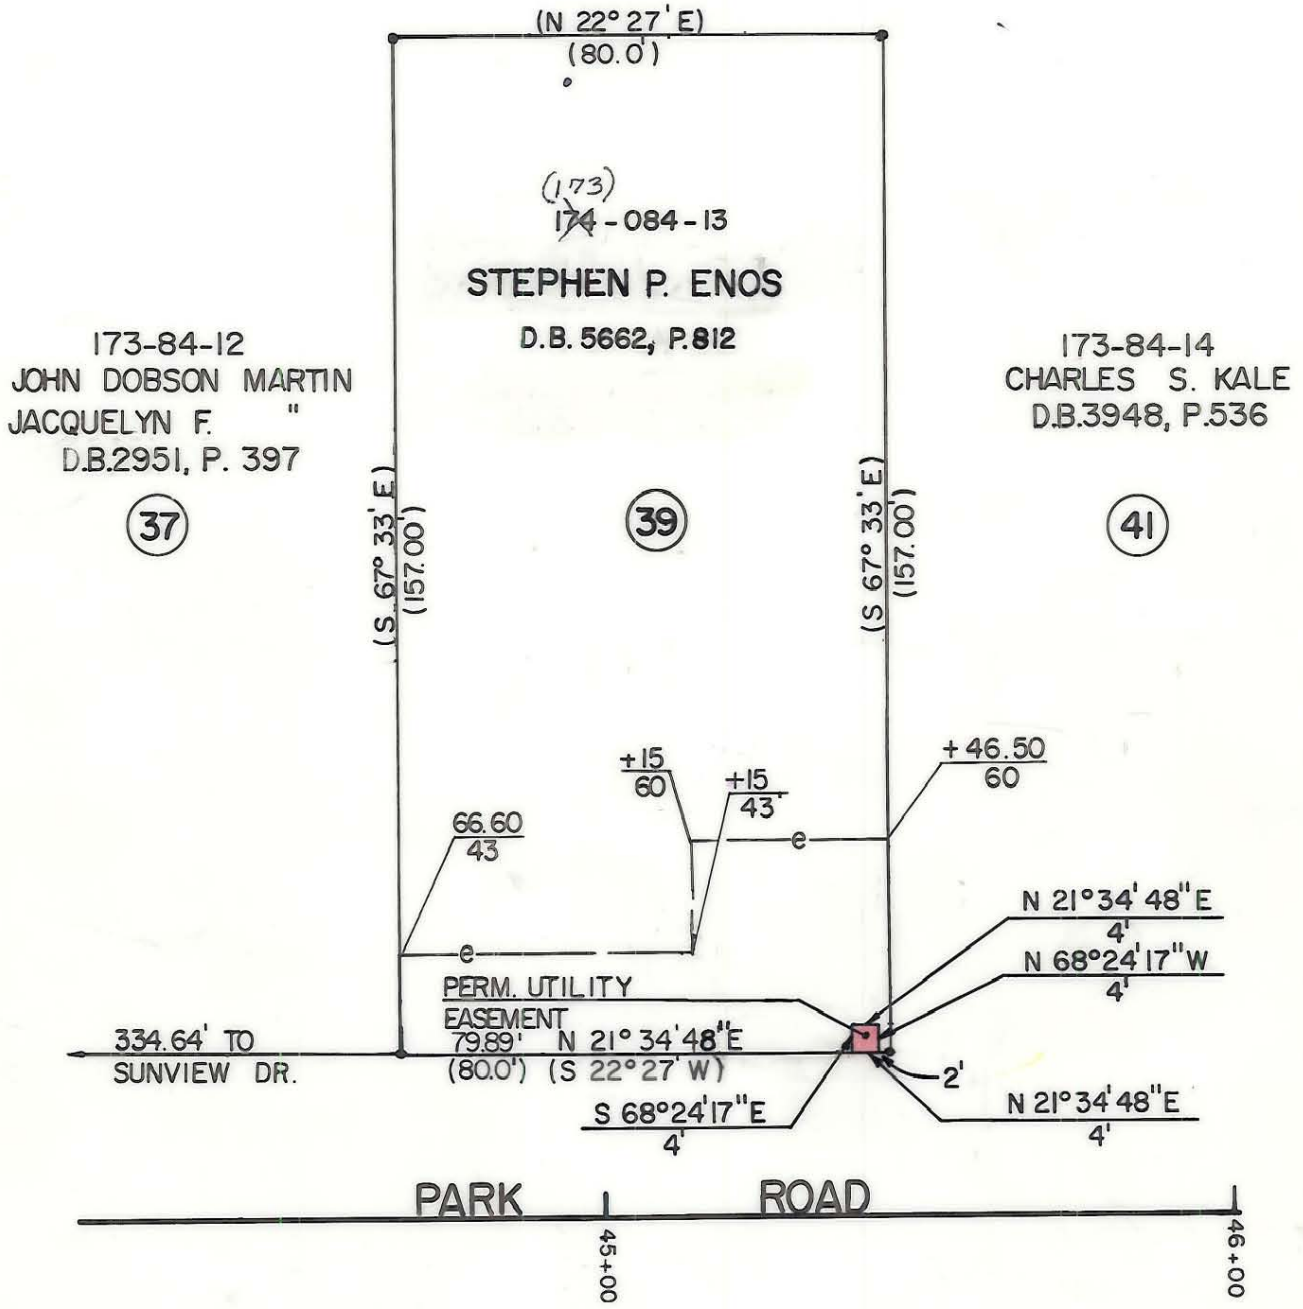 (N 22° 27' E)
(80.0')
(173)
174-084-13
STEPHEN P. ENOS
D.B. 5662, P.812
173-84-12
JOHN DOBSON MARTIN
JACQUELYN F. "
D.B.2951, P. 397
173-84-14
CHARLES S. KALE
D.B.3948, P.536
(S 67° 33' E)
(157.00')
(S 67° 33' E)
(157.00')
37
39
41
+15
60
+15
43'
+46.50
60
66.60
43
e
e
N 21° 34' 48" E
4'
N 68° 24' 17" W
4'
PERM. UTILITY
EASEMENT
79.89' N 21° 34' 48" E
(80.0') (S 22° 27' W)
334.64' TO
SUNVIEW DR.
2'
S 68° 24' 17" E
4'
N 21° 34' 48" E
4'
PARK ROAD
45+00
46+00